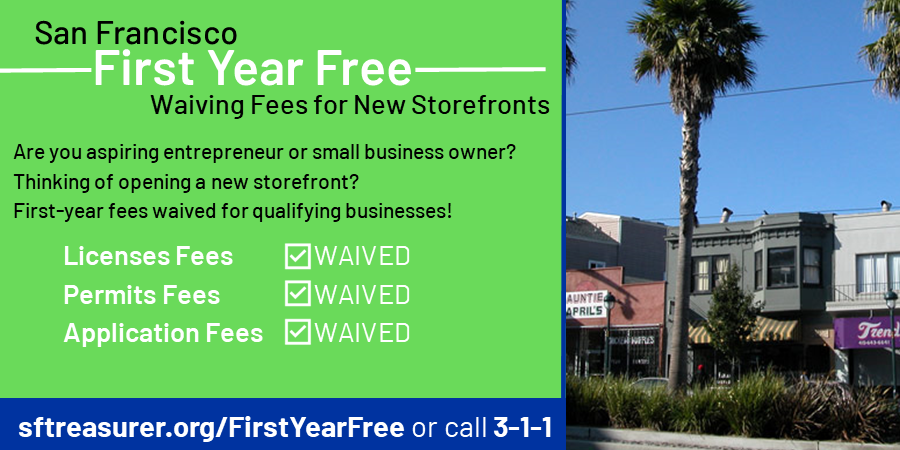 San Francisco
First Year Free
Waiving Fees for New Storefronts
Are you aspiring entrepreneur or small business owner?
Thinking of opening a new storefront?
First-year fees waived for qualifying businesses!
Licenses Fees WAIVED
Permits Fees WAIVED
Application Fees WAIVED
sftreasurer.org/FirstYearFree or call 3-1-1
AUNTIE
APRIL'S